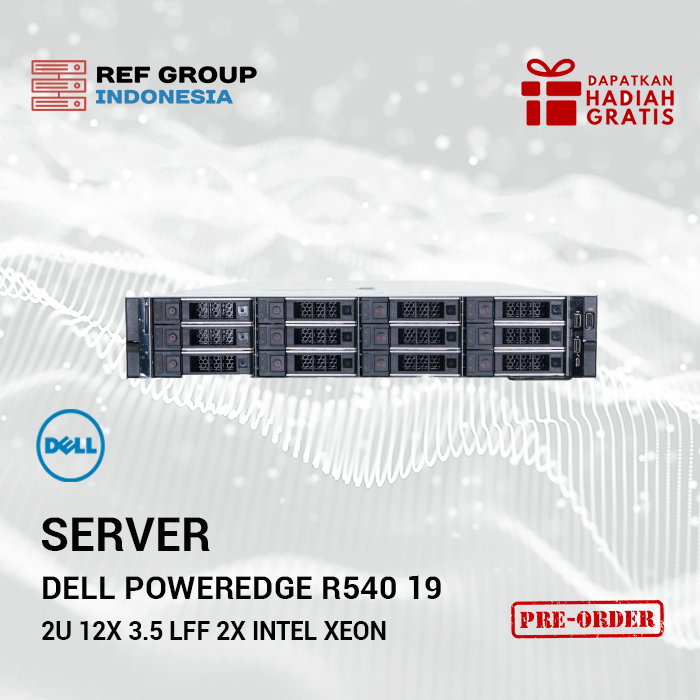 REF GROUP
INDONESIA
DAPATKAN
HADIAH
GRATIS
DELL
SERVER
DELL POWEREDGE R540 19
2U 12X 3.5 LFF 2X INTEL XEON
PRE-ORDER